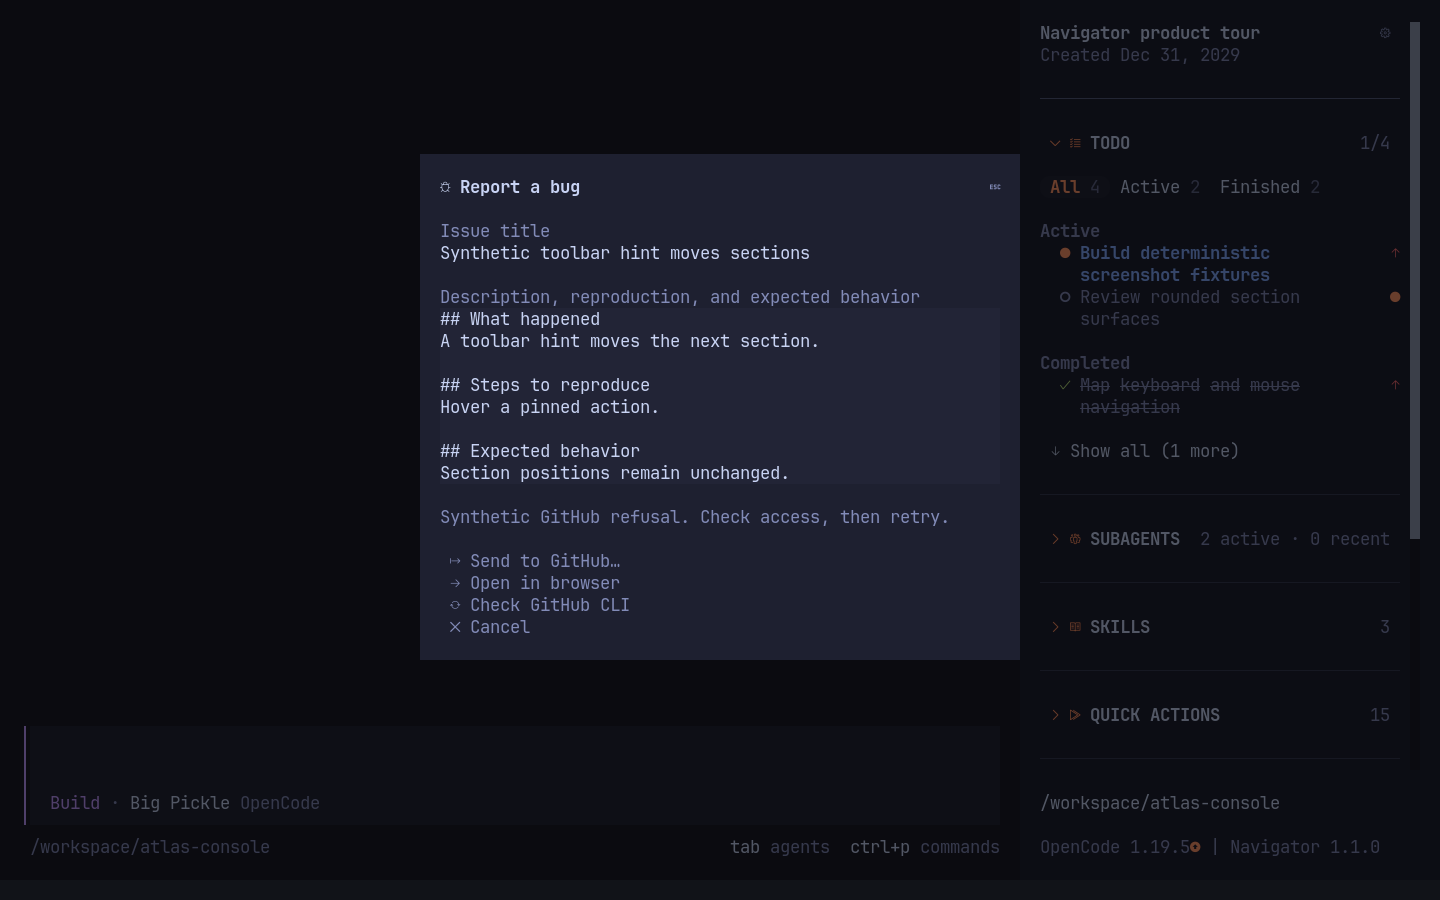 Navigator product tour
Created Dec 31, 2029
TODO 1/4
All 4 Active 2 Finished 2
Active
Build deterministic
screenshot fixtures
Review rounded section
surfaces
Completed
Map keyboard and mouse
navigation
↓ Show all (1 more)
SUBAGENTS 2 active · 0 recent
SKILLS 3
QUICK ACTIONS 15
/workspace/atlas-console
OpenCode 1.19.5 | Navigator 1.1.0
Report a bug ESC
Issue title
Synthetic toolbar hint moves sections
Description, reproduction, and expected behavior
## What happened
A toolbar hint moves the next section.
## Steps to reproduce
Hover a pinned action.
## Expected behavior
Section positions remain unchanged.
Synthetic GitHub refusal. Check access, then retry.
Send to GitHub…
Open in browser
Check GitHub CLI
Cancel
Build · Big Pickle OpenCode
/workspace/atlas-console
tab agents ctrl+p commands